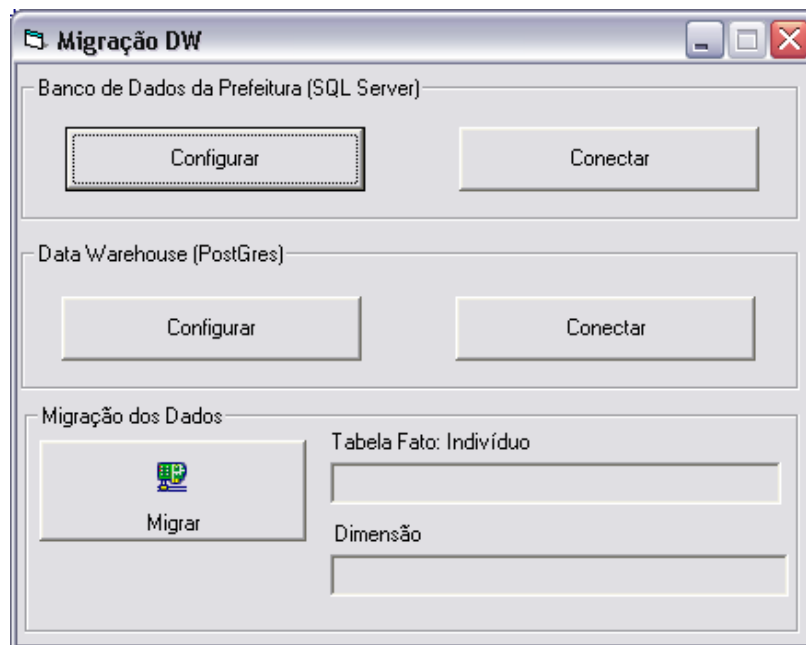 Migração DW
Banco de Dados da Prefeitura (SQL Server)
Configurar Conectar
Data Warehouse (PostGres)
Configurar Conectar
Migração dos Dados
Tabela Fato: Indivíduo
Migrar
Dimensão